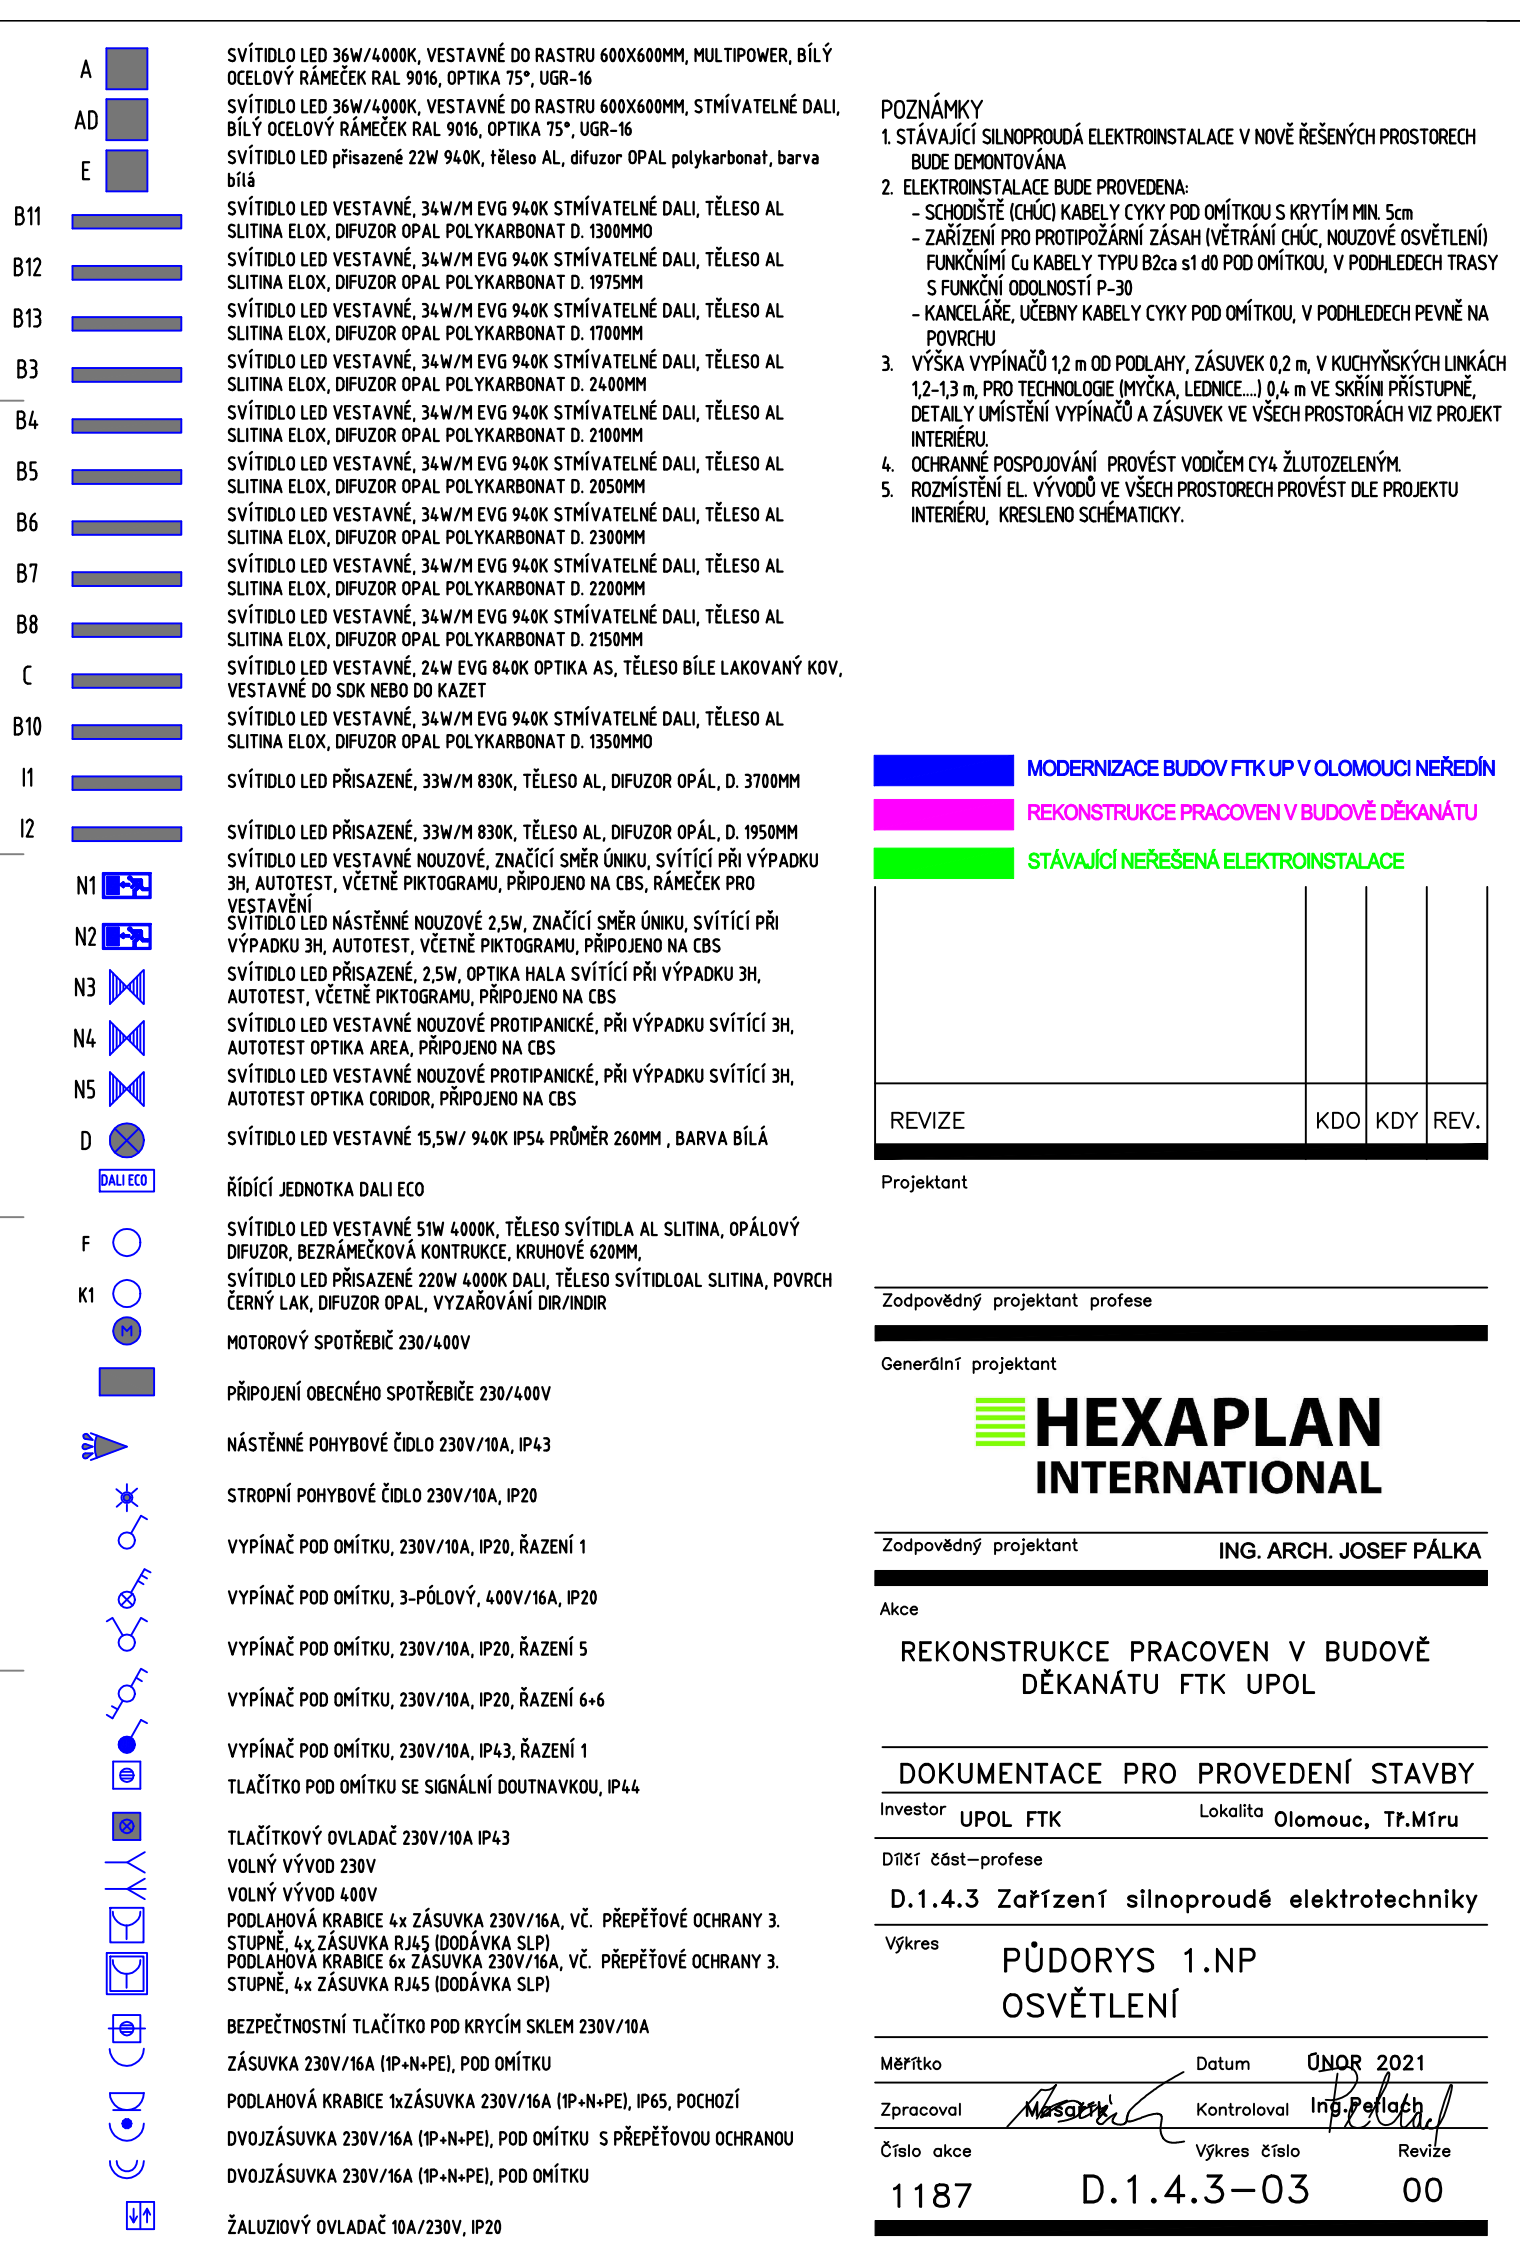 A
SVÍTIDLO LED 36W/4000K, VESTAVNÉ DO RASTRU 600X600MM, MULTIPOWER, BÍLÝ
OCELOVÝ RÁMEČEK RAL 9016, OPTIKA 75°, UGR-16
AD
SVÍTIDLO LED 36W/4000K, VESTAVNÉ DO RASTRU 600X600MM, STMÍVATELNÉ DALI,
BÍLÝ OCELOVÝ RÁMEČEK RAL 9016, OPTIKA 75°, UGR-16
E
SVÍTIDLO LED přisazené 22W 940K, těleso AL, difuzor OPAL polykarbonat, barva
bílá
B11
SVÍTIDLO LED VESTAVNÉ, 34W/M EVG 940K STMÍVATELNÉ DALI, TĚLESO AL
SLITINA ELOX, DIFUZOR OPAL POLYKARBONAT D. 1300MMO
B12
SVÍTIDLO LED VESTAVNÉ, 34W/M EVG 940K STMÍVATELNÉ DALI, TĚLESO AL
SLITINA ELOX, DIFUZOR OPAL POLYKARBONAT D. 1975MM
B13
SVÍTIDLO LED VESTAVNÉ, 34W/M EVG 940K STMÍVATELNÉ DALI, TĚLESO AL
SLITINA ELOX, DIFUZOR OPAL POLYKARBONAT D. 1700MM
B3
SVÍTIDLO LED VESTAVNÉ, 34W/M EVG 940K STMÍVATELNÉ DALI, TĚLESO AL
SLITINA ELOX, DIFUZOR OPAL POLYKARBONAT D. 2400MM
B4
SVÍTIDLO LED VESTAVNÉ, 34W/M EVG 940K STMÍVATELNÉ DALI, TĚLESO AL
SLITINA ELOX, DIFUZOR OPAL POLYKARBONAT D. 2100MM
B5
SVÍTIDLO LED VESTAVNÉ, 34W/M EVG 940K STMÍVATELNÉ DALI, TĚLESO AL
SLITINA ELOX, DIFUZOR OPAL POLYKARBONAT D. 2050MM
B6
SVÍTIDLO LED VESTAVNÉ, 34W/M EVG 940K STMÍVATELNÉ DALI, TĚLESO AL
SLITINA ELOX, DIFUZOR OPAL POLYKARBONAT D. 2300MM
B7
SVÍTIDLO LED VESTAVNÉ, 34W/M EVG 940K STMÍVATELNÉ DALI, TĚLESO AL
SLITINA ELOX, DIFUZOR OPAL POLYKARBONAT D. 2200MM
B8
SVÍTIDLO LED VESTAVNÉ, 34W/M EVG 940K STMÍVATELNÉ DALI, TĚLESO AL
SLITINA ELOX, DIFUZOR OPAL POLYKARBONAT D. 2150MM
C
SVÍTIDLO LED VESTAVNÉ, 24W EVG 840K OPTIKA AS, TĚLESO BÍLE LAKOVANÝ KOV,
VESTAVNÉ DO SDK NEBO DO KAZET
B10
SVÍTIDLO LED VESTAVNÉ, 34W/M EVG 940K STMÍVATELNÉ DALI, TĚLESO AL
SLITINA ELOX, DIFUZOR OPAL POLYKARBONAT D. 1350MMO
I1
SVÍTIDLO LED PŘISAZENÉ, 33W/M 830K, TĚLESO AL, DIFUZOR OPÁL, D. 3700MM
I2
SVÍTIDLO LED PŘISAZENÉ, 33W/M 830K, TĚLESO AL, DIFUZOR OPÁL, D. 1950MM
N1
SVÍTIDLO LED VESTAVNÉ NOUZOVÉ, ZNAČÍCÍ SMĚR ÚNIKU, SVÍTÍCÍ PŘI VÝPADKU
3H, AUTOTEST, VČETNĚ PIKTOGRAMU, PŘIPOJENO NA CBS, RÁMEČEK PRO
VESTAVĚNÍ
N2
SVÍTIDLO LED NÁSTĚNNÉ NOUZOVÉ 2,5W, ZNAČÍCÍ SMĚR ÚNIKU, SVÍTÍCÍ PŘI
VÝPADKU 3H, AUTOTEST, VČETNĚ PIKTOGRAMU, PŘIPOJENO NA CBS
N3
SVÍTIDLO LED PŘISAZENÉ, 2,5W, OPTIKA HALA SVÍTÍCÍ PŘI VÝPADKU 3H,
AUTOTEST, VČETNĚ PIKTOGRAMU, PŘIPOJENO NA CBS
N4
SVÍTIDLO LED VESTAVNÉ NOUZOVÉ PROTIPANICKÉ, PŘI VÝPADKU SVÍTÍCÍ 3H,
AUTOTEST OPTIKA AREA, PŘIPOJENO NA CBS
N5
SVÍTIDLO LED VESTAVNÉ NOUZOVÉ PROTIPANICKÉ, PŘI VÝPADKU SVÍTÍCÍ 3H,
AUTOTEST OPTIKA CORIDOR, PŘIPOJENO NA CBS
D
SVÍTIDLO LED VESTAVNÉ 15,5W/ 940K IP54 PRŮMĚR 260MM , BARVA BÍLÁ
DALI ECO
ŘÍDÍCÍ JEDNOTKA DALI ECO
F
SVÍTIDLO LED VESTAVNÉ 51W 4000K, TĚLESO SVÍTIDLA AL SLITINA, OPÁLOVÝ
DIFUZOR, BEZRÁMEČKOVÁ KONTRUKCE, KRUHOVÉ 620MM,
K1
SVÍTIDLO LED PŘISAZENÉ 220W 4000K DALI, TĚLESO SVÍTIDLOAL SLITINA, POVRCH
ČERNÝ LAK, DIFUZOR OPAL, VYZAŘOVÁNÍ DIR/INDIR
M
MOTOROVÝ SPOTŘEBIČ 230/400V
PŘIPOJENÍ OBECNÉHO SPOTŘEBIČE 230/400V
NÁSTĚNNÉ POHYBOVÉ ČIDLO 230V/10A, IP43
STROPNÍ POHYBOVÉ ČIDLO 230V/10A, IP20
VYPÍNAČ POD OMÍTKU, 230V/10A, IP20, ŘAZENÍ 1
VYPÍNAČ POD OMÍTKU, 3-PÓLOVÝ, 400V/16A, IP20
VYPÍNAČ POD OMÍTKU, 230V/10A, IP20, ŘAZENÍ 5
VYPÍNAČ POD OMÍTKU, 230V/10A, IP20, ŘAZENÍ 6+6
VYPÍNAČ POD OMÍTKU, 230V/10A, IP43, ŘAZENÍ 1
TLAČÍTKO POD OMÍTKU SE SIGNÁLNÍ DOUTNAVKOU, IP44
TLAČÍTKOVÝ OVLADAČ 230V/10A IP43
VOLNÝ VÝVOD 230V
VOLNÝ VÝVOD 400V
PODLAHOVÁ KRABICE 4x ZÁSUVKA 230V/16A, VČ. PŘEPĚŤOVÉ OCHRANY 3.
STUPNĚ, 4x ZÁSUVKA RJ45 (DODÁVKA SLP)
PODLAHOVÁ KRABICE 6x ZÁSUVKA 230V/16A, VČ. PŘEPĚŤOVÉ OCHRANY 3.
STUPNĚ, 4x ZÁSUVKA RJ45 (DODÁVKA SLP)
BEZPEČTNOSTNÍ TLAČÍTKO POD KRYCÍM SKLEM 230V/10A
ZÁSUVKA 230V/16A (1P+N+PE), POD OMÍTKU
PODLAHOVÁ KRABICE 1xZÁSUVKA 230V/16A (1P+N+PE), IP65, POCHOZÍ
DVOJZÁSUVKA 230V/16A (1P+N+PE), POD OMÍTKU S PŘEPĚŤOVOU OCHRANOU
DVOJZÁSUVKA 230V/16A (1P+N+PE), POD OMÍTKU
ŽALUZIOVÝ OVLADAČ 10A/230V, IP20
POZNÁMKY
1. STÁVAJÍCÍ SILNOPROUDÁ ELEKTROINSTALACE V NOVĚ ŘEŠENÝCH PROSTORECH
BUDE DEMONTOVÁNA
2. ELEKTROINSTALACE BUDE PROVEDENA:
- SCHODIŠTĚ (CHÚC) KABELY CYKY POD OMÍTKOU S KRYTÍM MIN. 5cm
- ZAŘÍZENÍ PRO PROTIPOŽÁRNÍ ZÁSAH (VĚTRÁNÍ CHÚC, NOUZOVÉ OSVĚTLENÍ)
FUNKČNÍMÍ Cu KABELY TYPU B2ca s1 d0 POD OMÍTKOU, V PODHLEDECH TRASY
S FUNKČNÍ ODOLNOSTÍ P-30
- KANCELÁŘE, UČEBNY KABELY CYKY POD OMÍTKOU, V PODHLEDECH PEVNĚ NA
POVRCHU
3. VÝŠKA VYPÍNAČŮ 1,2 m OD PODLAHY, ZÁSUVEK 0,2 m, V KUCHYŇSKÝCH LINKÁCH
1,2-1,3 m, PRO TECHNOLOGIE (MYČKA, LEDNICE....) 0,4 m VE SKŘÍNI PŘÍSTUPNĚ,
DETAILY UMÍSTĚNÍ VYPÍNAČŮ A ZÁSUVEK VE VŠECH PROSTORÁCH VIZ PROJEKT
INTERIÉRU.
4. OCHRANNÉ POSPOJOVÁNÍ PROVÉST VODIČEM CY4 ŽLUTOZELENÝM.
5. ROZMÍSTĚNÍ EL. VÝVODŮ VE VŠECH PROSTORECH PROVÉST DLE PROJEKTU
INTERIÉRU, KRESLENO SCHÉMATICKY.
MODERNIZACE BUDOV FTK UP V OLOMOUCI NEŘEDÍN
REKONSTRUKCE PRACOVEN V BUDOVĚ DĚKANÁTU
STÁVAJÍCÍ NEŘEŠENÁ ELEKTROINSTALACE
REVIZE KDO KDY REV.
Projektant
Zodpovědný projektant profese
Generální projektant
HEXAPLAN
INTERNATIONAL
Zodpovědný projektant ING. ARCH. JOSEF PÁLKA
Akce
REKONSTRUKCE PRACOVEN V BUDOVĚ
DĚKANÁTU FTK UPOL
DOKUMENTACE PRO PROVEDENÍ STAVBY
Investor UPOL FTK Lokalita Olomouc, Tř.Míru
Dílčí část-profese
D.1.4.3 Zařízení silnoproudé elektrotechniky
Výkres
PŮDORYS 1.NP
OSVĚTLENÍ
Měřítko Datum ÚNOR 2021
Zpracoval Masařík Kontroloval Ing.Petlach
Číslo akce Výkres číslo Revize
1187 D.1.4.3-03 00